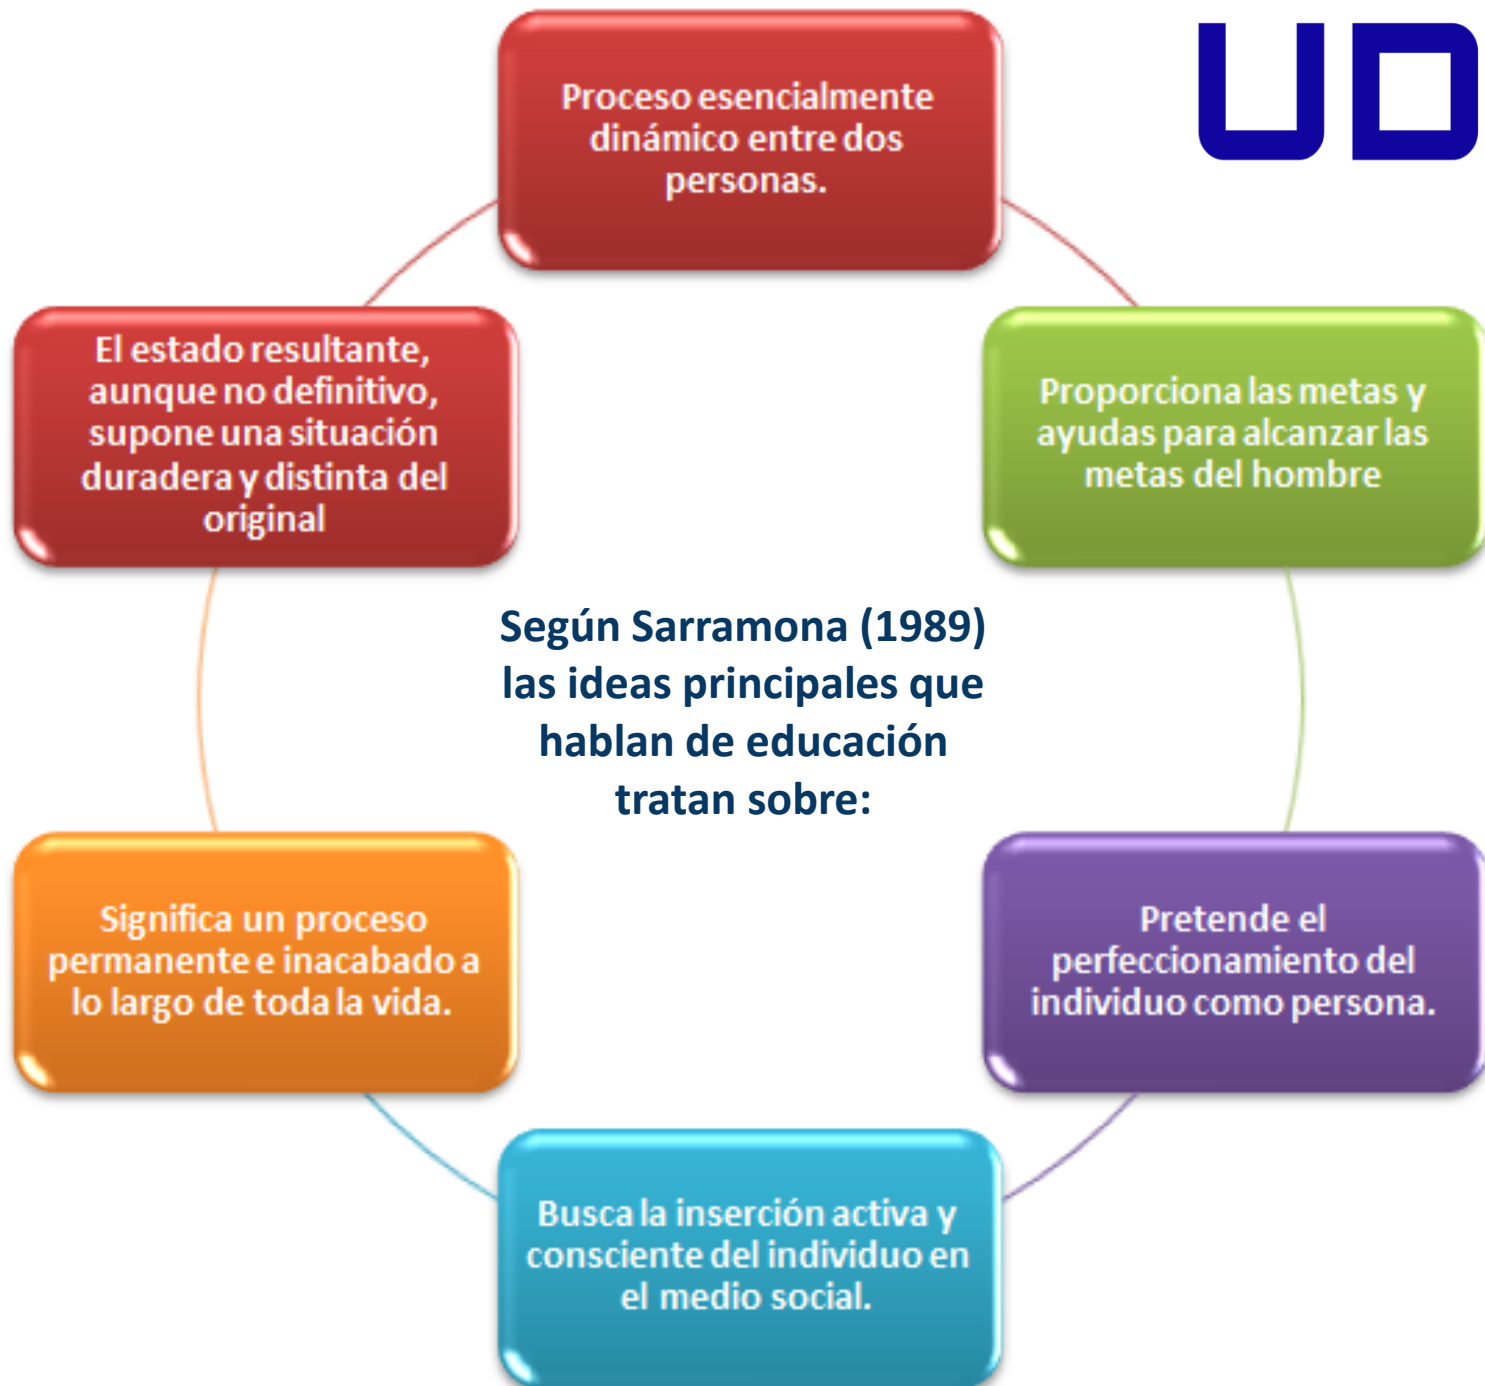 Proceso esencialmente
dinámico entre dos
personas.
UD
El estado resultante,
aunque no definitivo,
supone una situación
duradera y distinta del
original
Proporciona las metas y
ayudas para alcanzar las
metas del hombre
Según Sarramona (1989)
las ideas principales que
hablan de educación
tratan sobre:
Significa un proceso
permanente e inacabado a
lo largo de toda la vida.
Pretende el
perfeccionamiento del
individuo como persona.
Busca la inserción activa y
consciente del individuo en
el medio social.